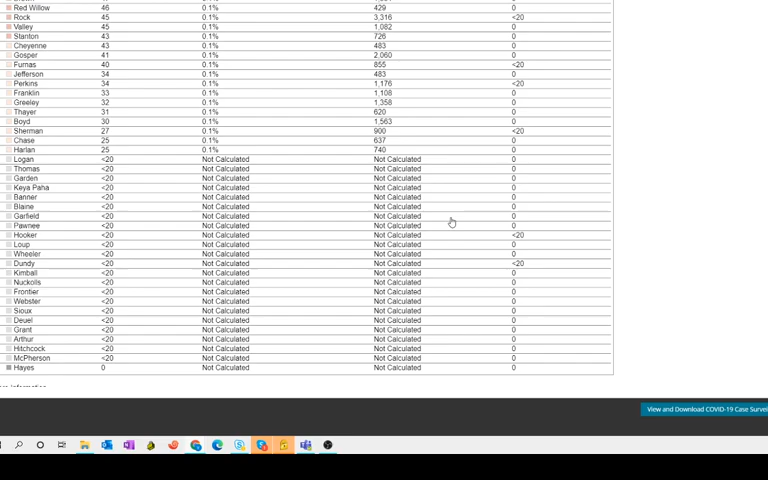 Red Willow 46 0.1% 429 0
Rock 45 0.1% 3,316 <20
Valley 45 0.1% 1,082 0
Stanton 43 0.1% 726 0
Cheyenne 43 0.1% 483 0
Gosper 41 0.1% 2,060 0
Furnas 40 0.1% 855 <20
Jefferson 34 0.1% 483 0
Perkins 34 0.1% 1,176 <20
Franklin 33 0.1% 1,108 0
Greeley 32 0.1% 1,358 0
Thayer 31 0.1% 620 0
Boyd 30 0.1% 1,563 0
Sherman 27 0.1% 900 <20
Chase 25 0.1% 637 0
Harlan 25 0.1% 740 0
Logan <20 Not Calculated Not Calculated 0
Thomas <20 Not Calculated Not Calculated 0
Garden <20 Not Calculated Not Calculated 0
Keya Paha <20 Not Calculated Not Calculated 0
Banner <20 Not Calculated Not Calculated 0
Blaine <20 Not Calculated Not Calculated 0
Garfield <20 Not Calculated Not Calculated 0
Pawnee <20 Not Calculated Not Calculated 0
Hooker <20 Not Calculated Not Calculated <20
Loup <20 Not Calculated Not Calculated 0
Wheeler <20 Not Calculated Not Calculated 0
Dundy <20 Not Calculated Not Calculated <20
Kimball <20 Not Calculated Not Calculated 0
Nuckolls <20 Not Calculated Not Calculated 0
Frontier <20 Not Calculated Not Calculated 0
Webster <20 Not Calculated Not Calculated 0
Sioux <20 Not Calculated Not Calculated 0
Deuel <20 Not Calculated Not Calculated 0
Grant <20 Not Calculated Not Calculated 0
Arthur <20 Not Calculated Not Calculated 0
Hitchcock <20 Not Calculated Not Calculated 0
McPherson <20 Not Calculated Not Calculated 0
Hayes 0 Not Calculated Not Calculated 0
View and Download COVID-19 Case Survei